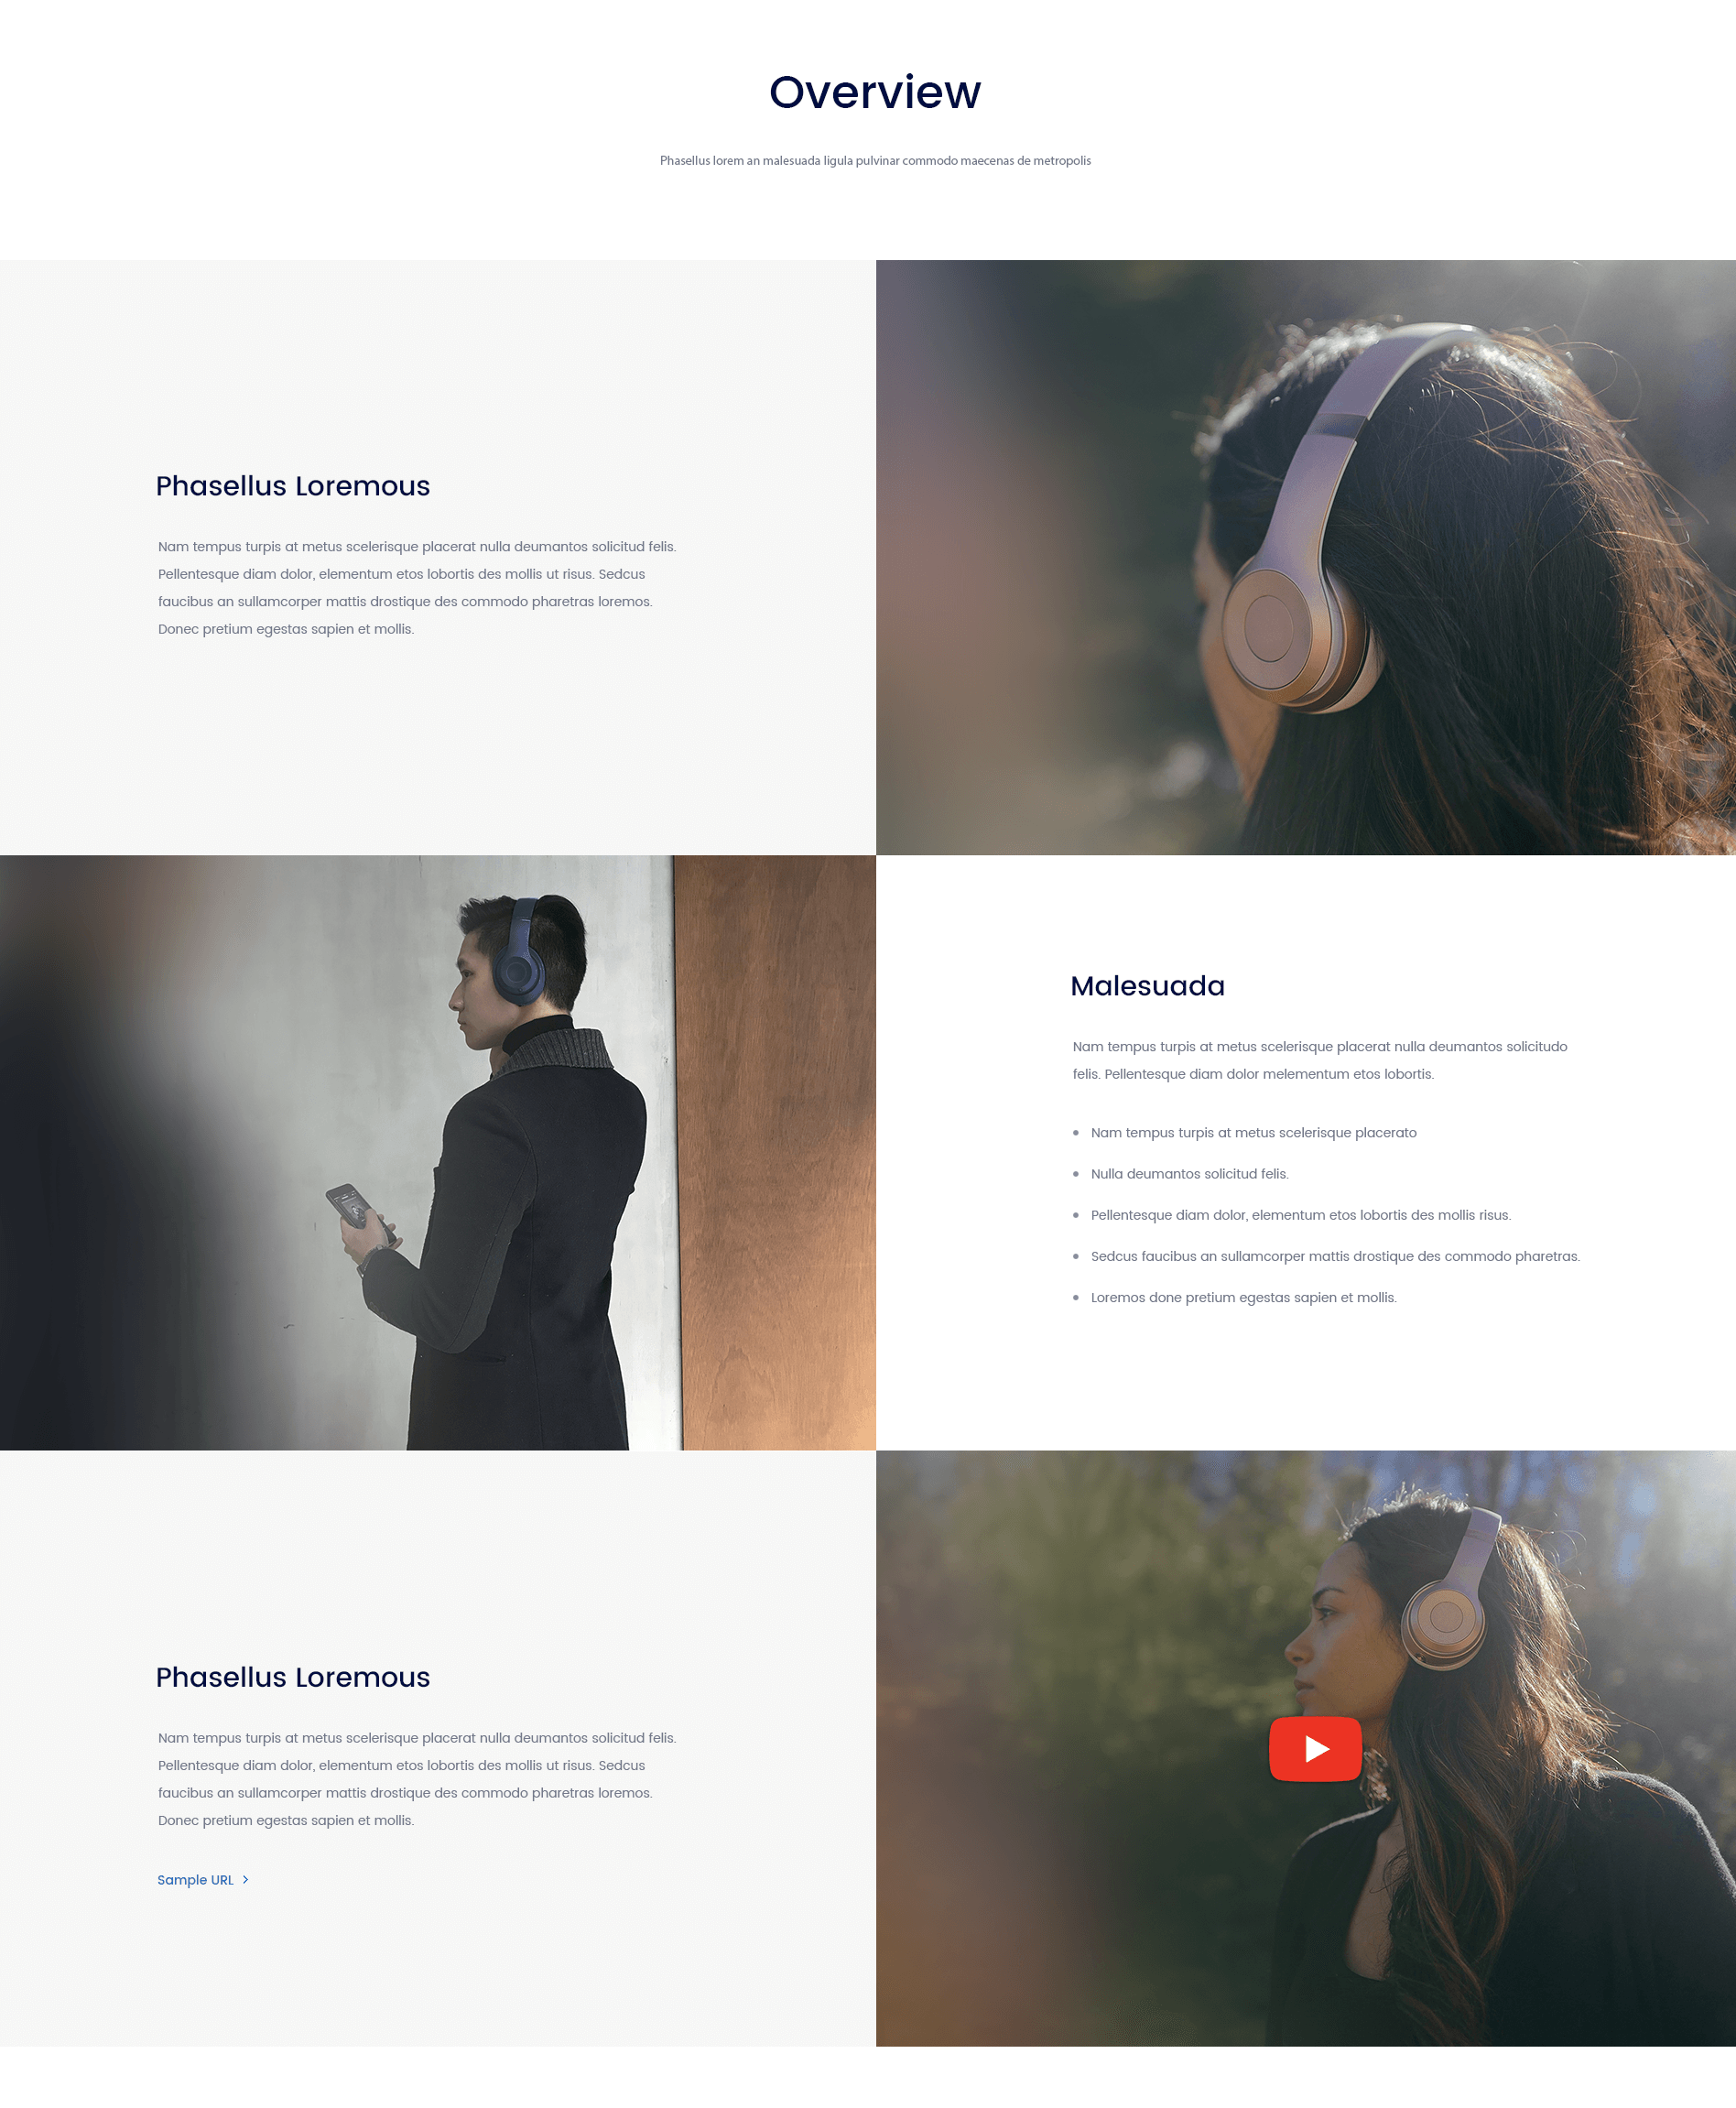 Overview
Phasellus lorem an malesuada ligula pulvinar commodo maecenas de metropolis
Phasellus Loremous
Nam tempus turpis at metus scelerisque placerat nulla deumantos solicitud felis.
Pellentesque diam dolor, elementum etos lobortis des mollis ut risus. Sedcus
faucibus an sullamcorper mattis drostique des commodo pharetras loremos.
Donec pretium egestas sapien et mollis.
Malesuada
Nam tempus turpis at metus scelerisque placerat nulla deumantos solicitudo
felis. Pellentesque diam dolor melementum etos lobortis.
Nam tempus turpis at metus scelerisque placerato
Nulla deumantos solicitud felis.
Pellentesque diam dolor, elementum etos lobortis des mollis risus.
Sedcus faucibus an sullamcorper mattis drostique des commodo pharetras.
Loremos done pretium egestas sapien et mollis.
Phasellus Loremous
Nam tempus turpis at metus scelerisque placerat nulla deumantos solicitud felis.
Pellentesque diam dolor, elementum etos lobortis des mollis ut risus. Sedcus
faucibus an sullamcorper mattis drostique des commodo pharetras loremos.
Donec pretium egestas sapien et mollis.
Sample URL